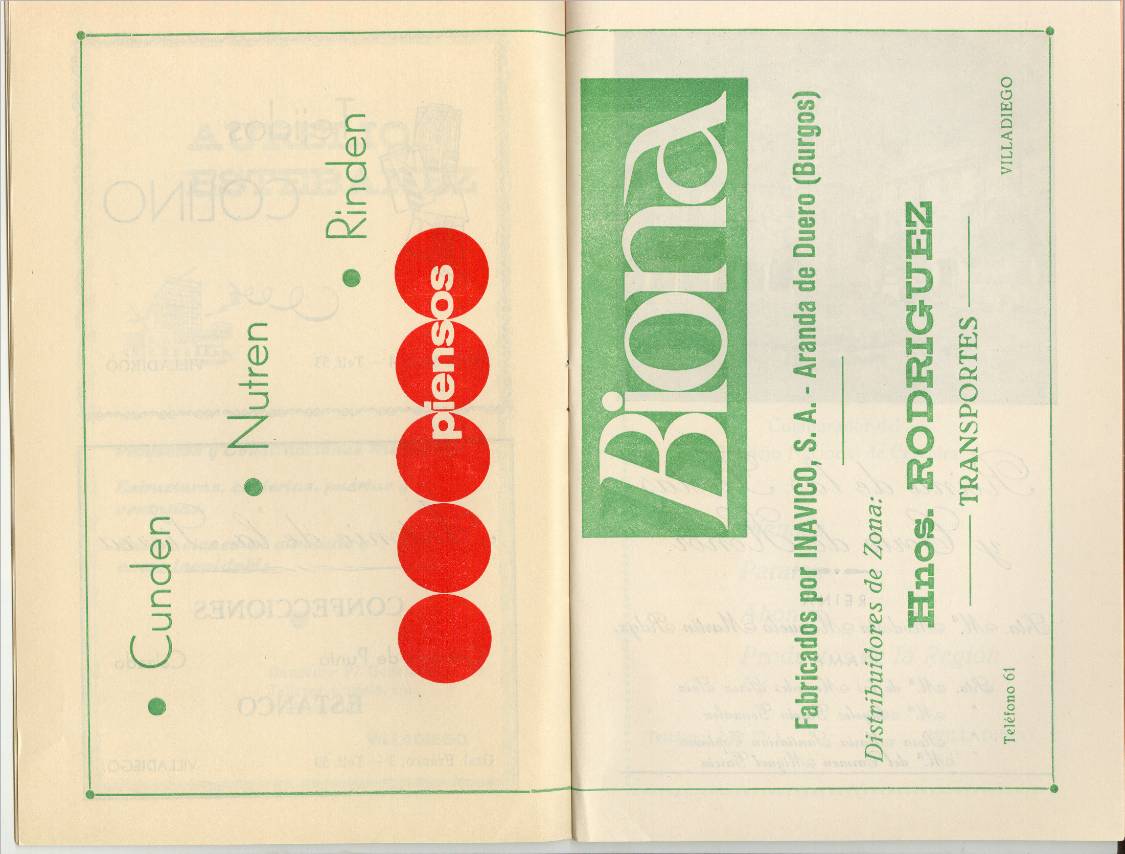 • Cunden
• Nutren
• Rinden
piensos
Biona
Fabricados por INAVICO, S. A. - Aranda de Duero (Burgos)
Distribuidores de Zona:
Hnos. RODRIGUEZ
TRANSPORTES
Teléfono 61 VILLADIEGO